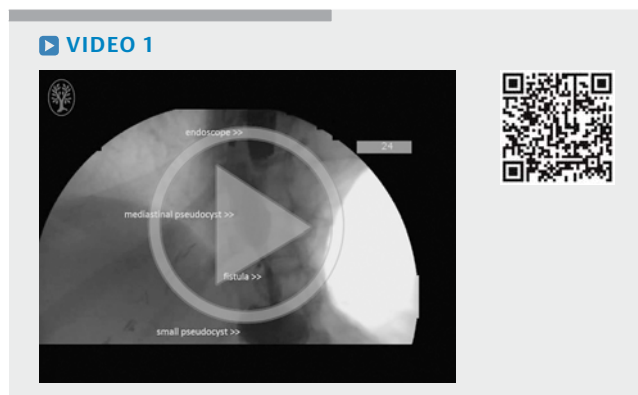 VIDEO 1
endoscope >>
24
mediastinal pseudocyst >>
fistula >>
small pseudocyst >>